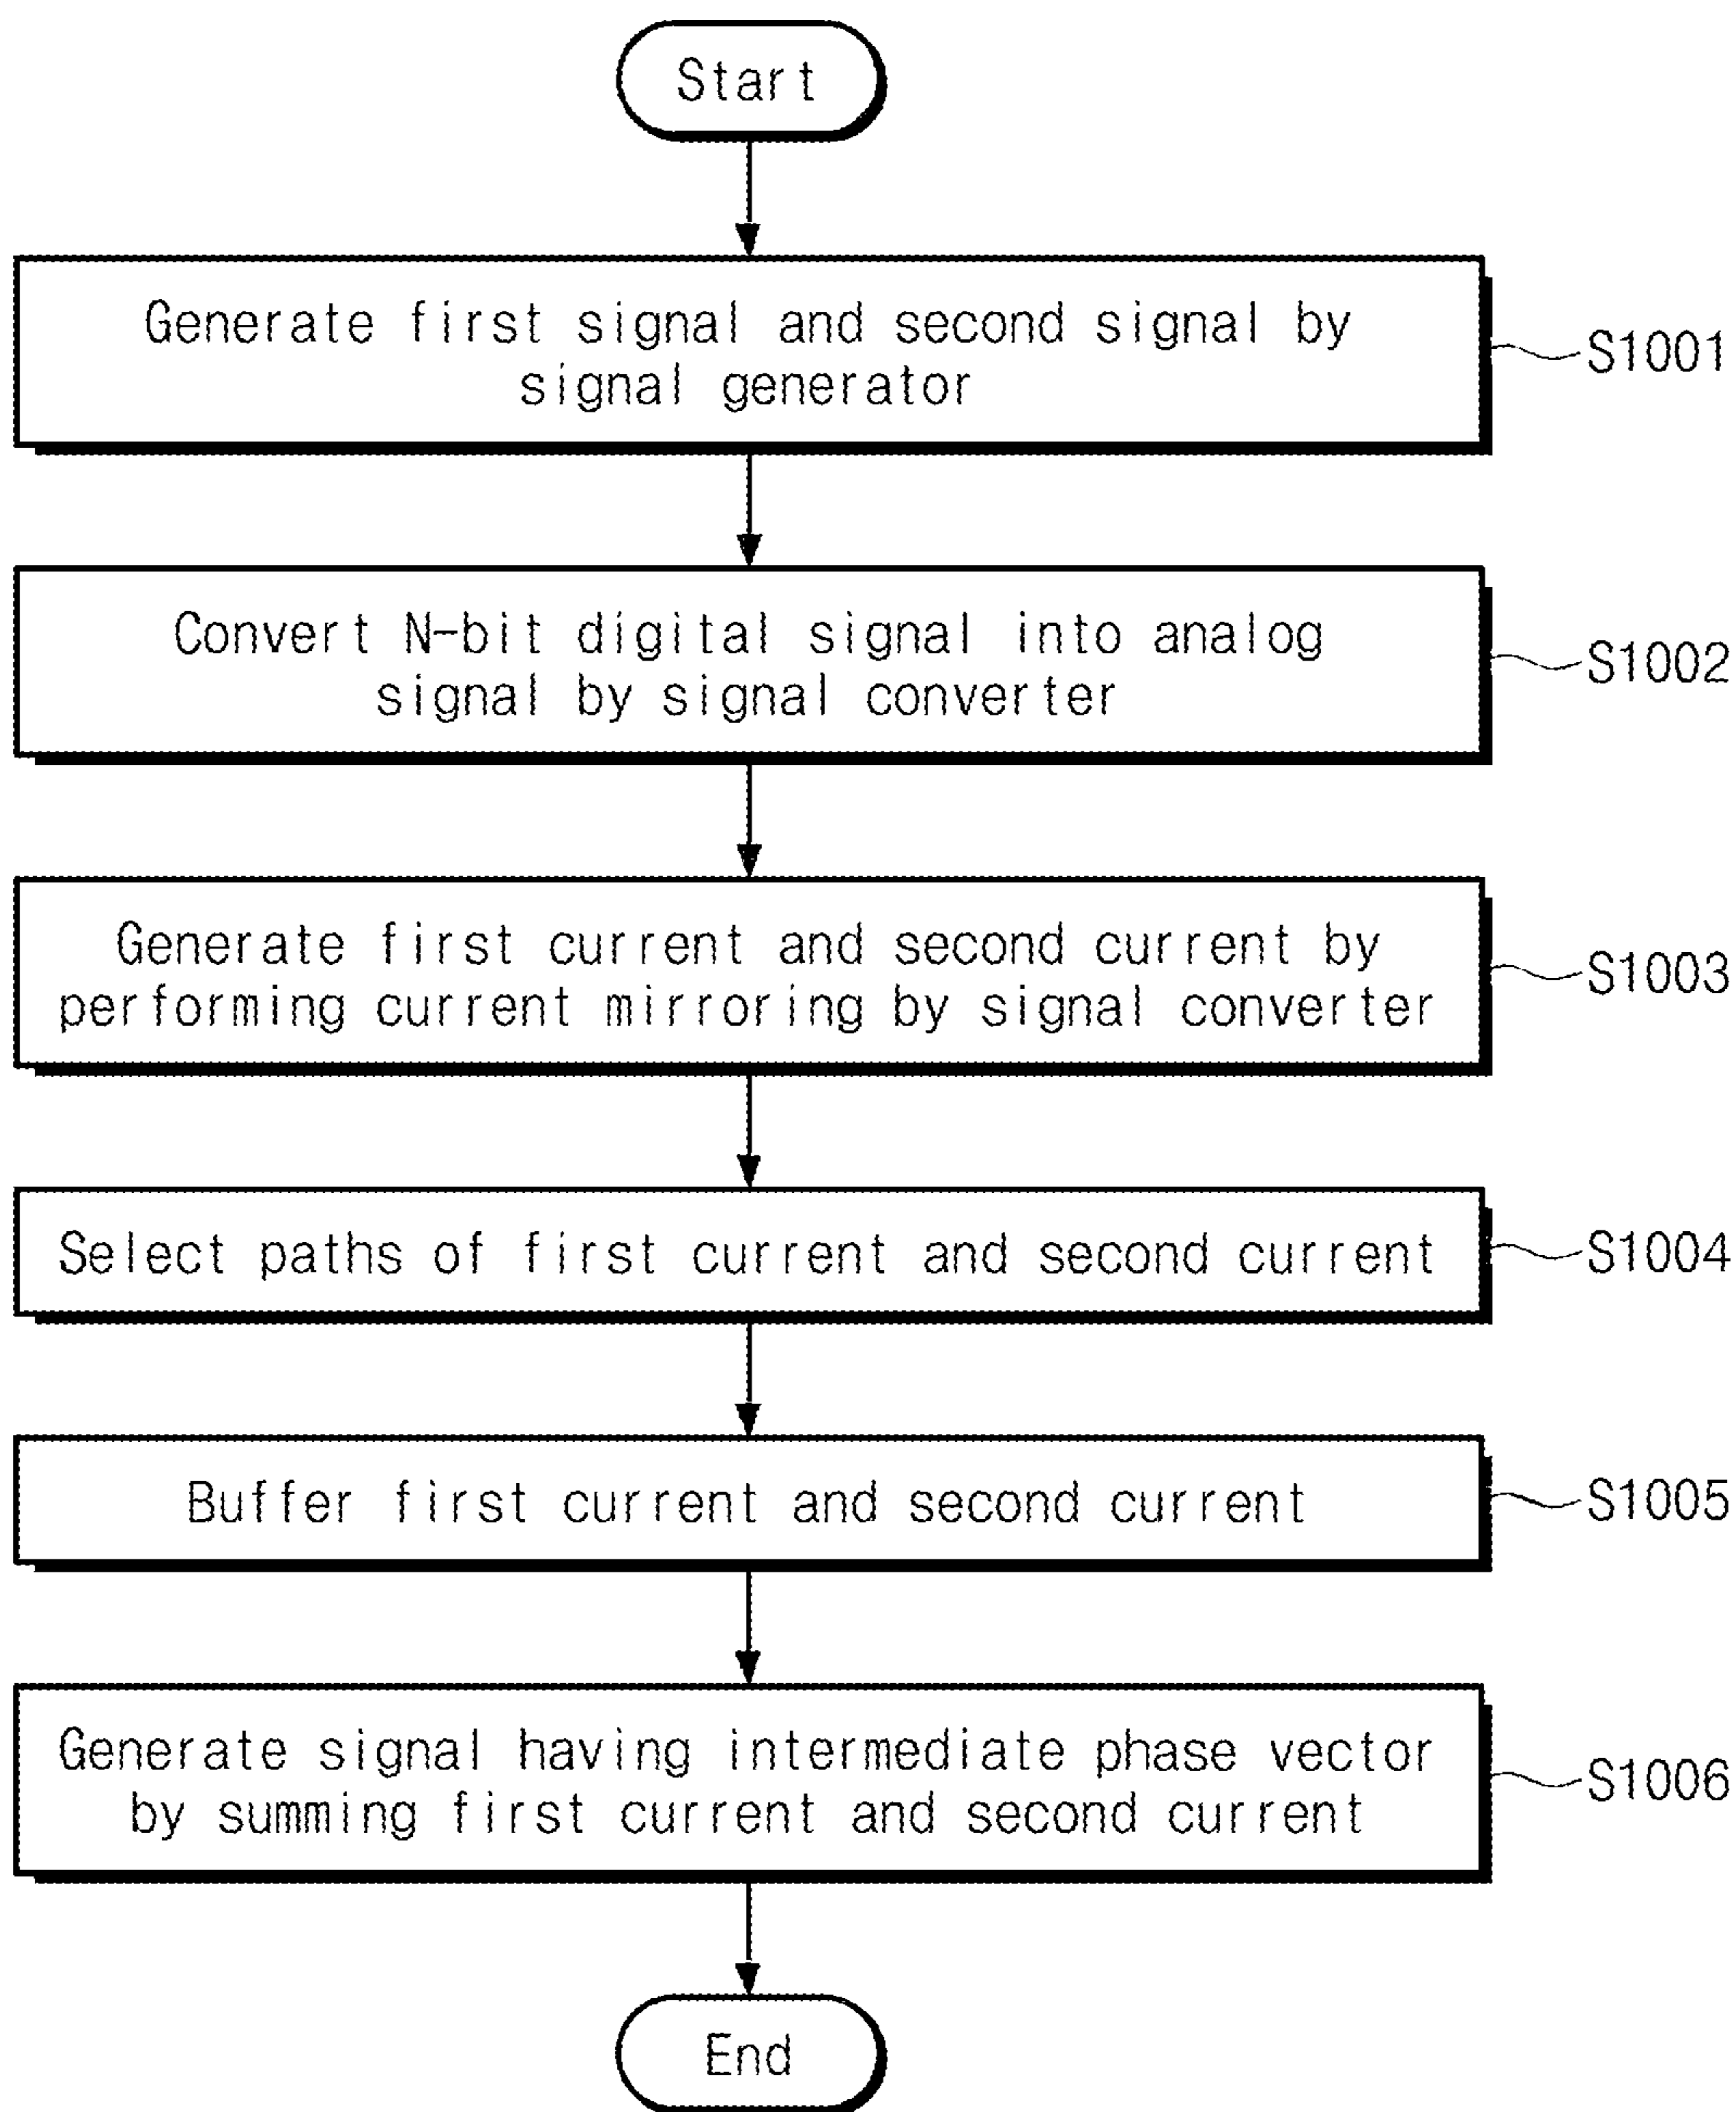 Start
Generate first signal and second signal by
signal generator
S1001
Convert N-bit digital signal into analog
signal by signal converter
S1002
Generate first current and second current by
performing current mirroring by signal converter
S1003
Select paths of first current and second current
S1004
Buffer first current and second current
S1005
Generate signal having intermediate phase vector
by summing first current and second current
S1006
End